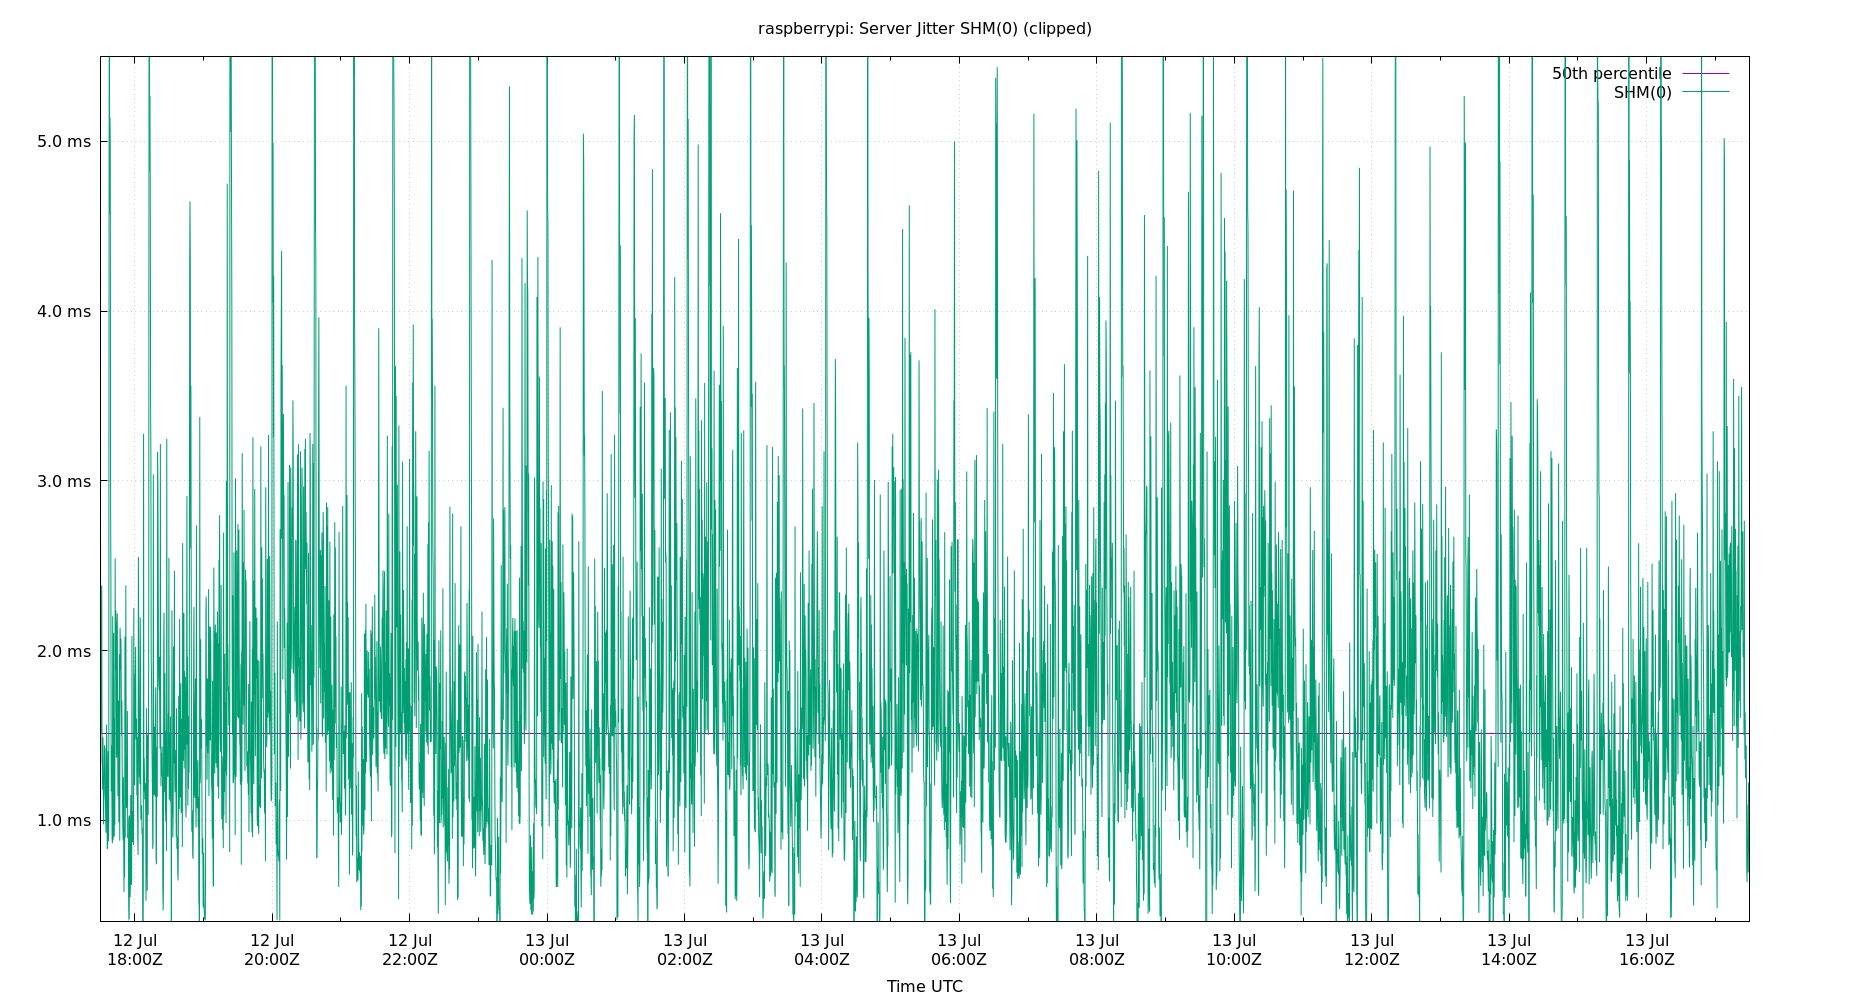 raspberrypi: Server Jitter SHM(0) (clipped)
50th percentile
SHM(0)
5.0 ms
4.0 ms
3.0 ms
2.0 ms
1.0 ms
12 Jul 12 Jul 12 Jul 13 Jul 13 Jul 13 Jul 13 Jul 13 Jul 13 Jul 13 Jul 13 Jul 13 Jul
18:00Z 20:00Z 22:00Z 00:00Z 02:00Z 04:00Z 06:00Z 08:00Z 10:00Z 12:00Z 14:00Z 16:00Z
Time UTC